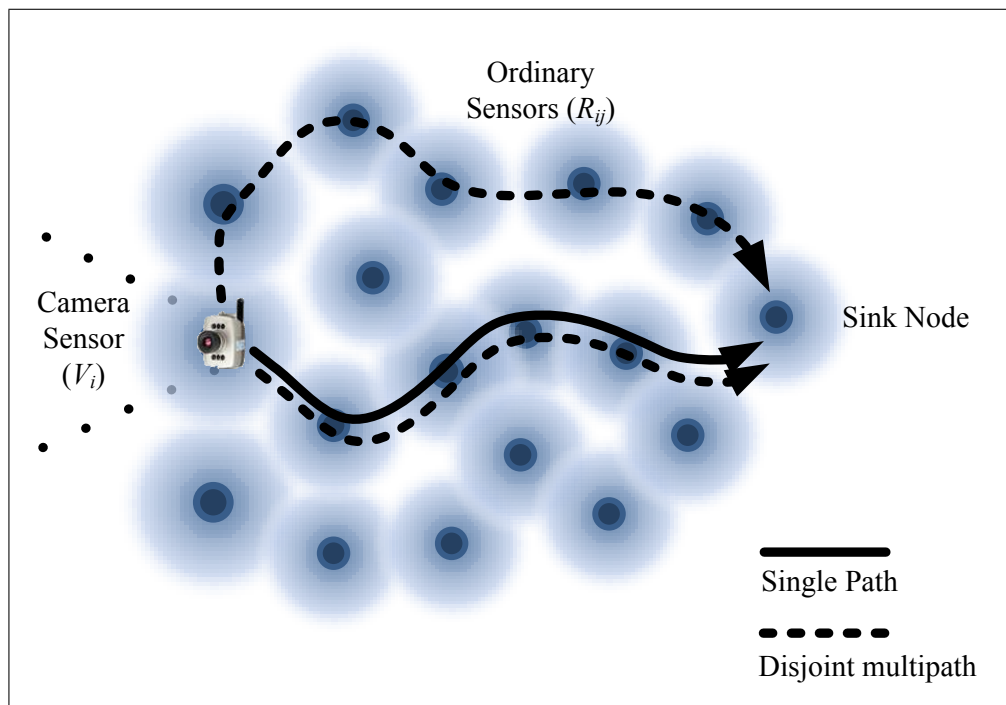 Ordinary
Sensors (Rij)
Camera
Sensor
(Vi)
Sink Node
Single Path
Disjoint multipath